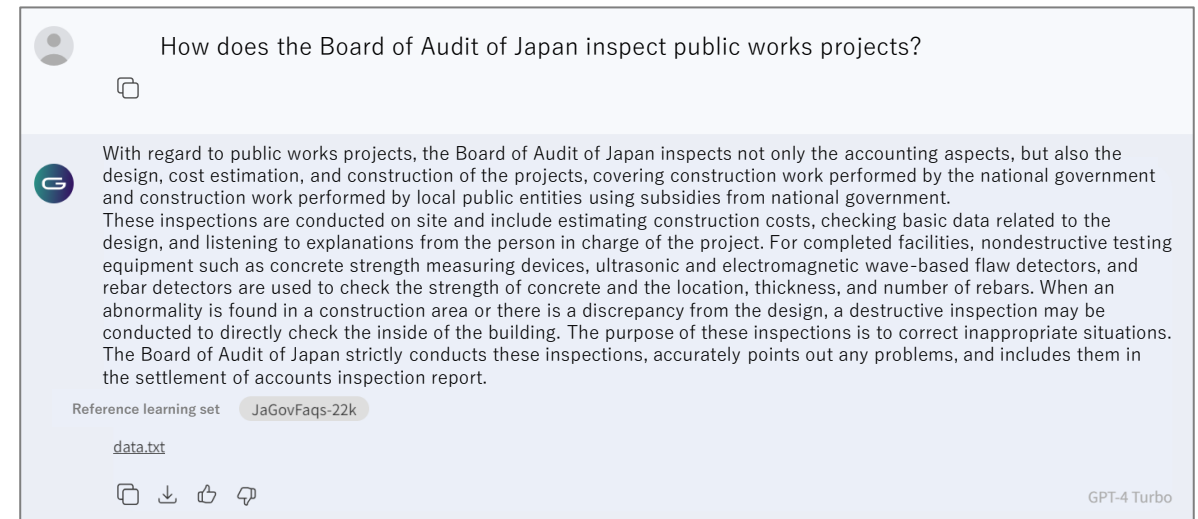 How does the Board of Audit of Japan inspect public works projects?
With regard to public works projects, the Board of Audit of Japan inspects not only the accounting aspects, but also the
design, cost estimation, and construction of the projects, covering construction work performed by the national government
and construction work performed by local public entities using subsidies from national government.
These inspections are conducted on site and include estimating construction costs, checking basic data related to the
design, and listening to explanations from the person in charge of the project. For completed facilities, nondestructive testing
equipment such as concrete strength measuring devices, ultrasonic and electromagnetic wave-based flaw detectors, and
rebar detectors are used to check the strength of concrete and the location, thickness, and number of rebars. When an
abnormality is found in a construction area or there is a discrepancy from the design, a destructive inspection may be
conducted to directly check the inside of the building. The purpose of these inspections is to correct inappropriate situations.
The Board of Audit of Japan strictly conducts these inspections, accurately points out any problems, and includes them in
the settlement of accounts inspection report.
Reference learning set JaGovFaqs-22k
data.txt
GPT-4 Turbo